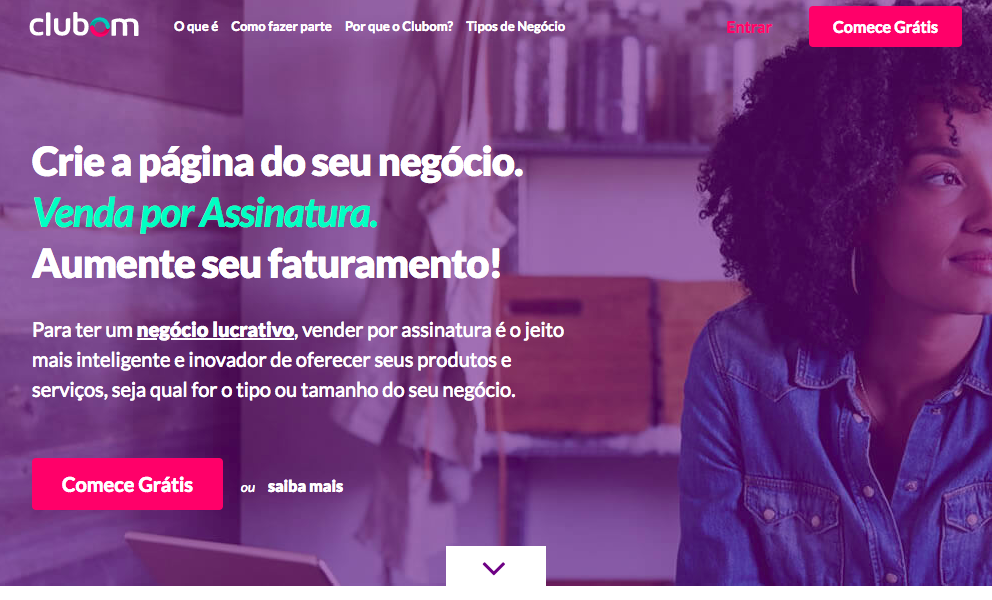 clubom
O que é Como fazer parte Por que o Clubom? Tipos de Negócio Entrar Comece Grátis
Crie a página do seu negócio.
Venda por Assinatura.
Aumente seu faturamento!
Para ter um negócio lucrativo, vender por assinatura é o jeito
mais inteligente e inovador de oferecer seus produtos e
serviços, seja qual for o tipo ou tamanho do seu negócio.
Comece Grátis ou saiba mais